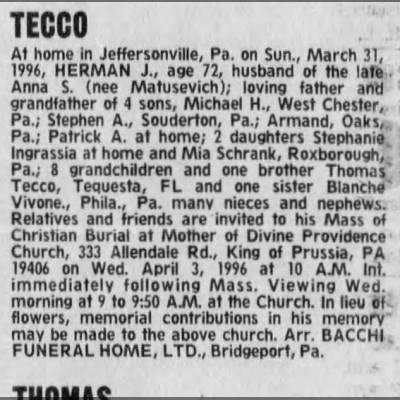 TECCO
At home in Jeffersonville, Pa. on Sun., March 31,
1996, HERMAN J., age 72, husband of the late
Anna S. (nee Matusevich); loving father and
grandfather of 4 sons, Michael H., West Chester,
Pa.; Stephen A., Souderton, Pa.; Armand, Oaks,
Pa.; Patrick A. at home; 2 daughters Stephanie
Ingrassia at home and Mia Schrank, Roxborough,
Pa.; 8 grandchildren and one brother Thomas
Tecco, Tequesta, FL and one sister Blanche
Vivone., Phila., Pa. many nieces and nephews.
Relatives and friends are invited to his Mass of
Christian Burial at Mother of Divine Providence
Church, 333 Allendale Rd., King of Prussia, PA
19406 on Wed. April 3, 1996 at 10 A.M. Int.
immediately following Mass. Viewing Wed.
morning at 9 to 9:50 A.M. at the Church. In lieu of
flowers, memorial contributions in his memory
may be made to the above church. Arr. BACCHI
FUNERAL HOME, LTD., Bridgeport, Pa.
THOMAS